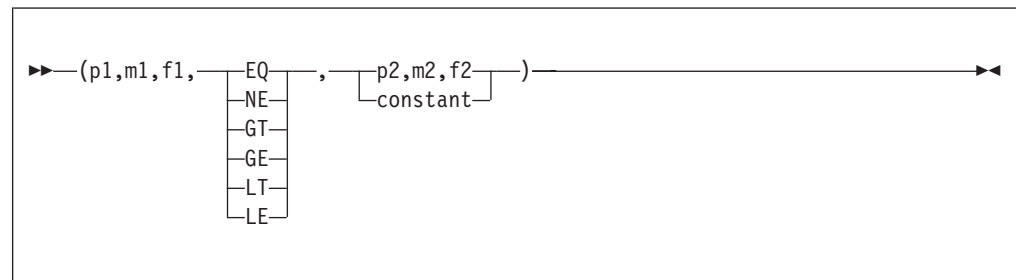 (p1,m1,f1, EQ , p2,m2,f2 )
NE constant
GT
GE
LT
LE